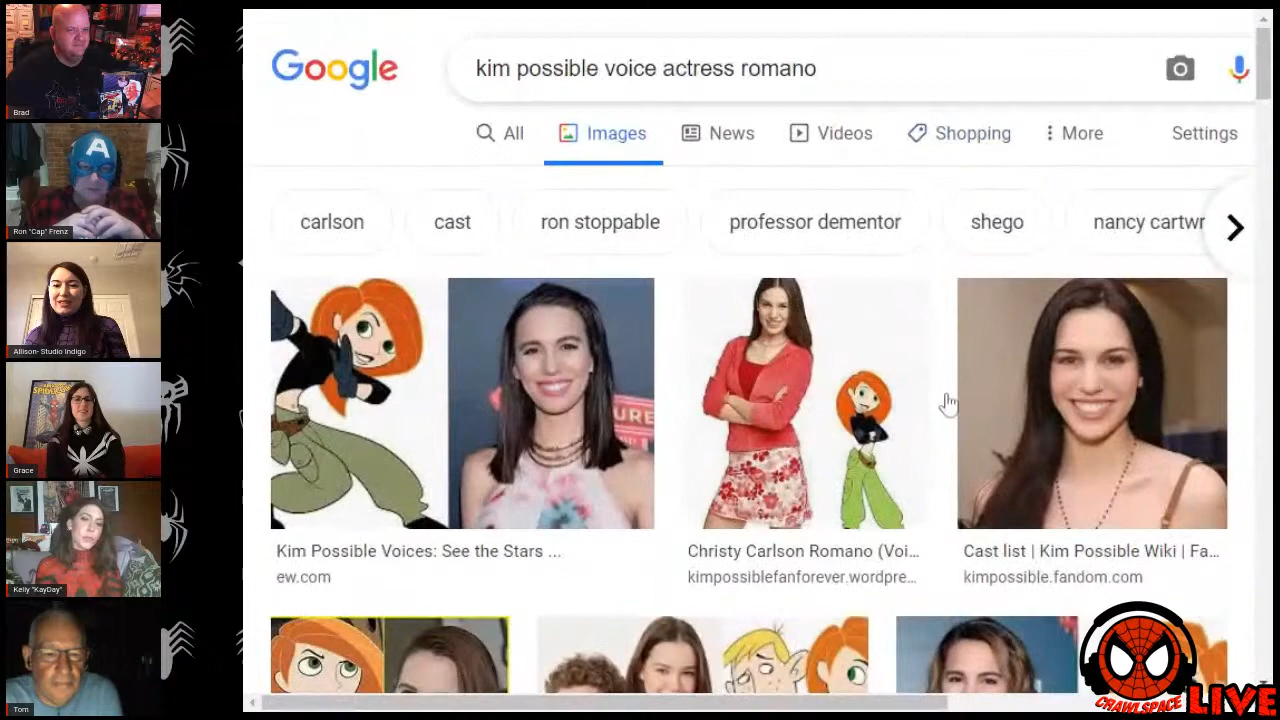 Brad
Ron "Cap" Frenz
A
Allison- Studio Indigo
Grace
Kelly "KayDay"
Tom
Google
kim possible voice actress romano
All
Images
News
Videos
Shopping
More
Settings
carlson
cast
ron stoppable
professor dementor
shego
nancy cartwr
Kim Possible Voices: See the Stars ...
ew.com
Christy Carlson Romano (Voi...
kimpossiblefanforever.wordpre...
Cast list | Kim Possible Wiki | Fa...
kimpossible.fandom.com
CRAWLSPACE
LIVE